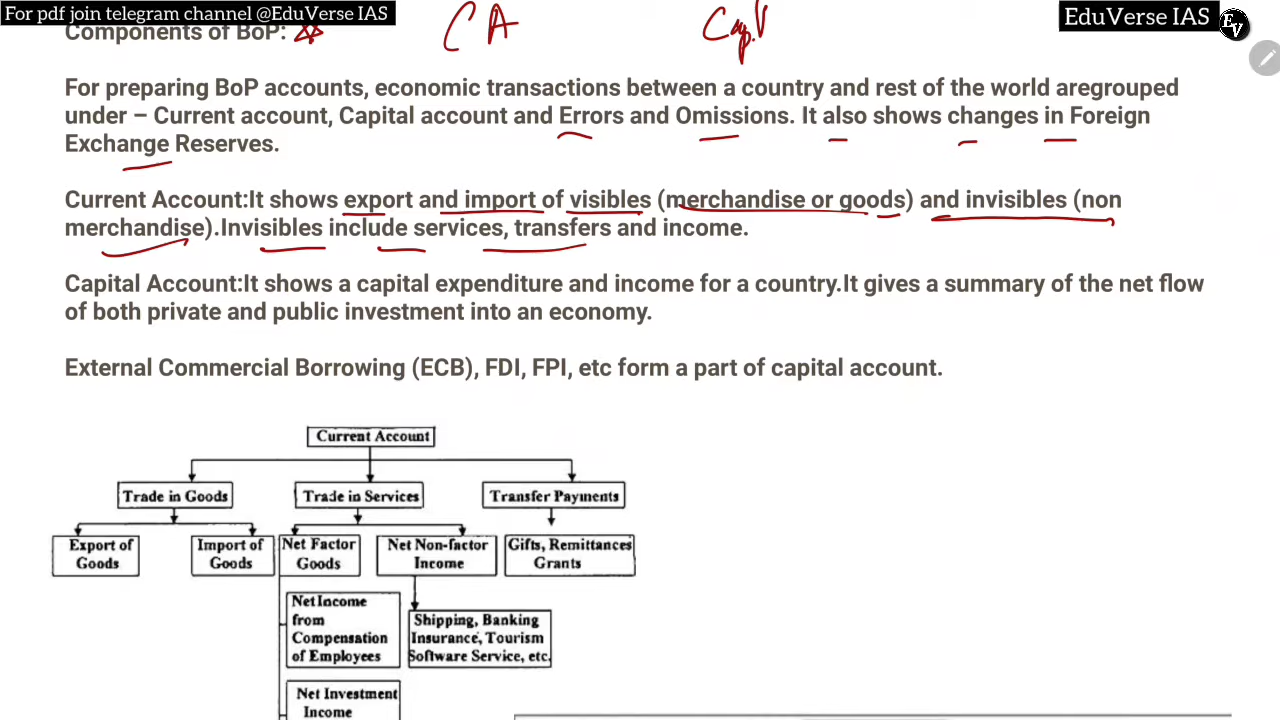 For pdf join telegram channel @EduVerse IAS
EduVerse IAS
EV
CA
Components of BoP:
For preparing BoP accounts, economic transactions between a country and rest of the world aregrouped
under – Current account, Capital account and Errors and Omissions. It also shows changes in Foreign
Exchange Reserves.
Current Account:It shows export and import of visibles (merchandise or goods) and invisibles (non
merchandise).Invisibles include services, transfers and income.
Capital Account:It shows a capital expenditure and income for a country.It gives a summary of the net flow
of both private and public investment into an economy.
External Commercial Borrowing (ECB), FDI, FPI, etc form a part of capital account.
Current Account
Trade in Goods
Trade in Services
Transfer Payments
Export of
Goods
Import of
Goods
Net Factor
Goods
Net Non-factor
Income
Gifts, Remittances
Grants
Net Income
from
Compensation
of Employees
Shipping, Banking
Insurance, Tourism
Software Service, etc.
Net Investment
Income